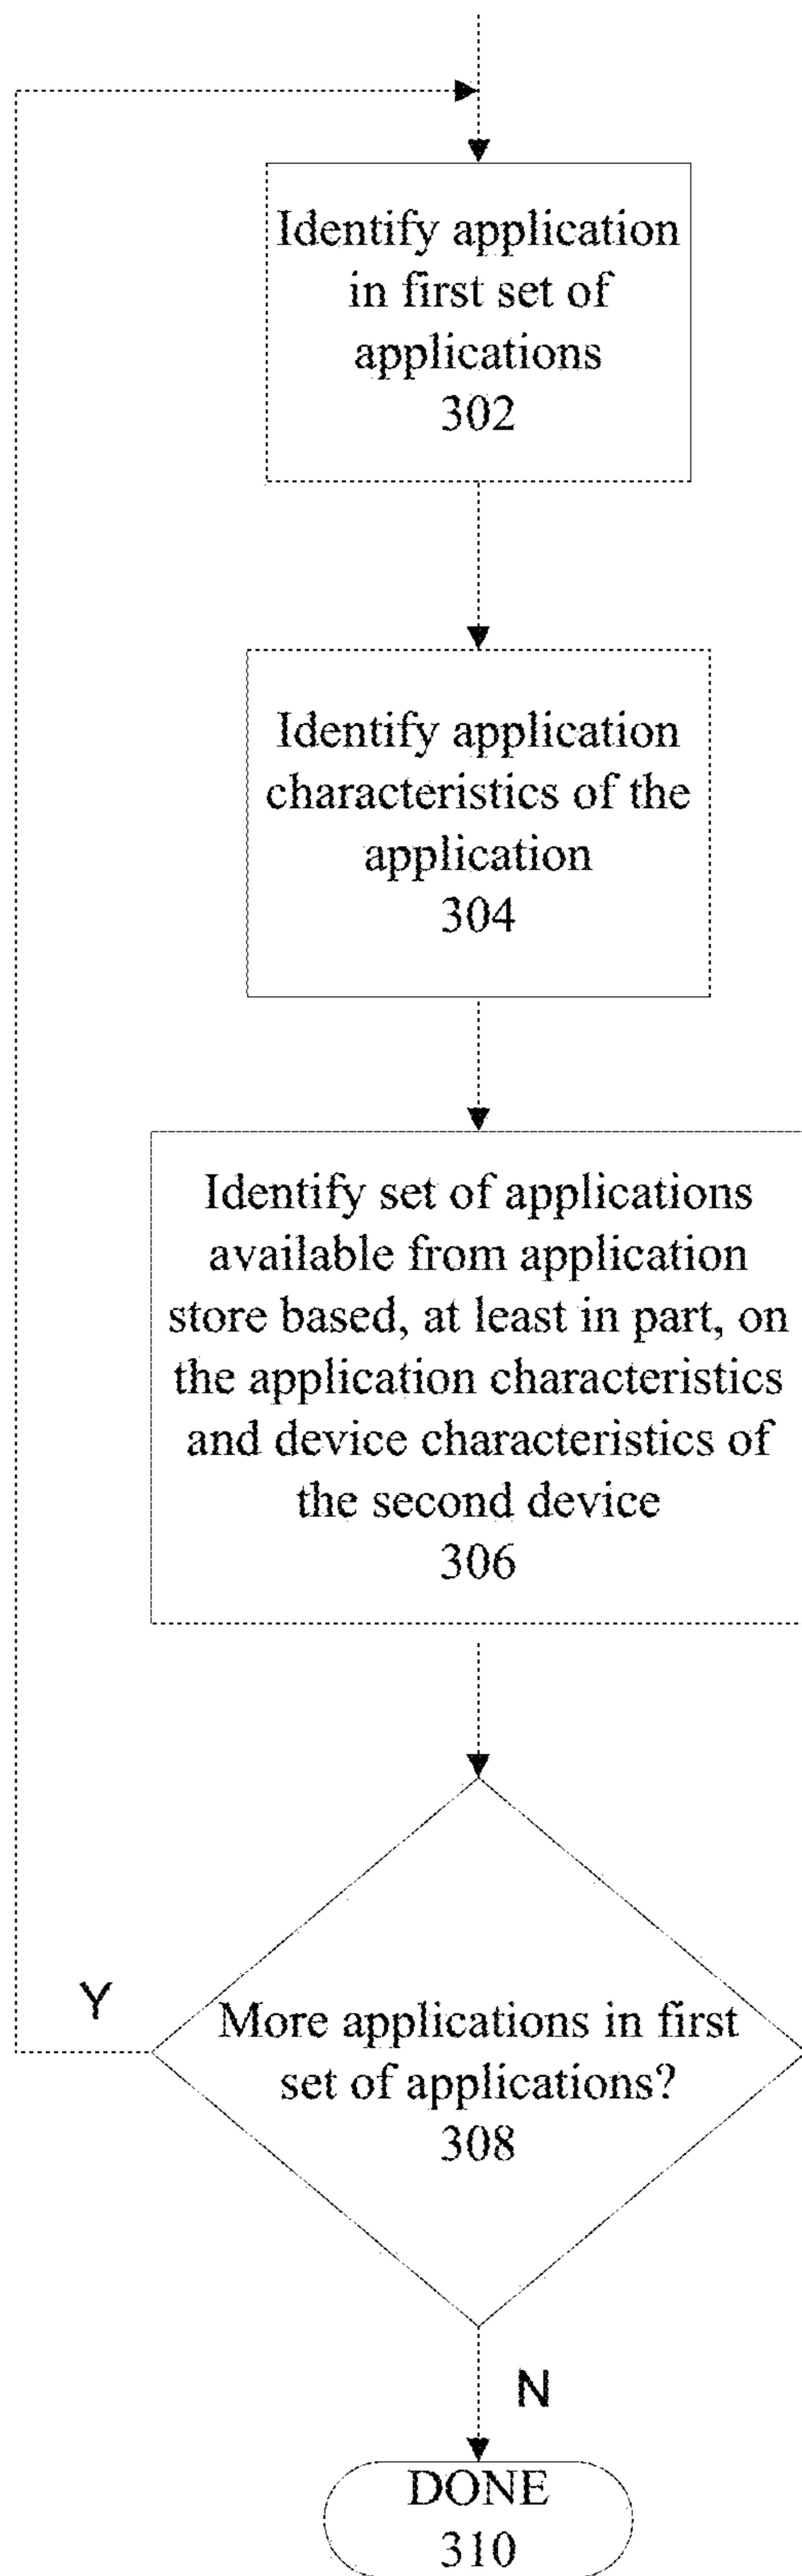 Identify application
in first set of
applications
302
Identify application
characteristics of the
application
304
Identify set of applications
available from application
store based, at least in part, on
the application characteristics
and device characteristics of
the second device
306
Y
More applications in first
set of applications?
308
N
DONE
310